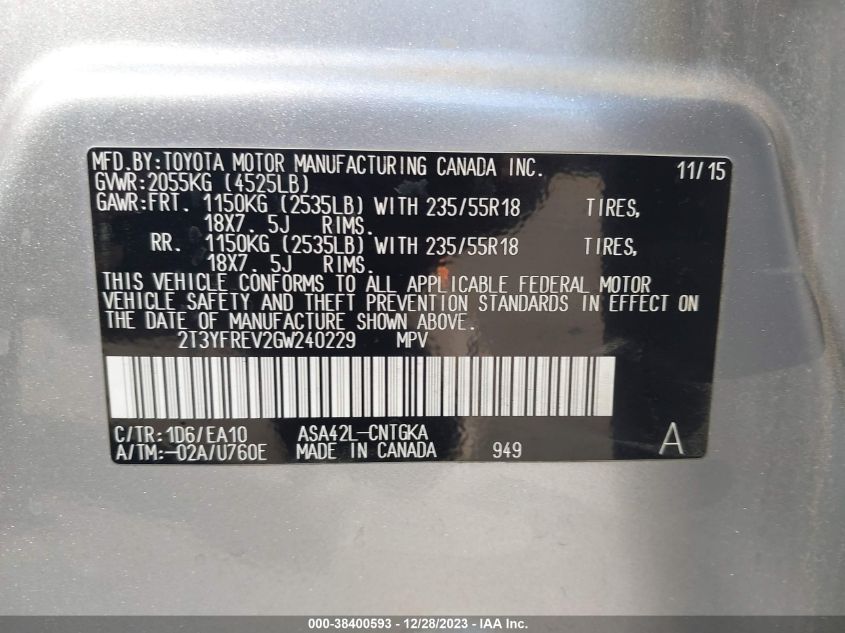 MFD.BY:TOYOTA MOTOR MANUFACTURING CANADA INC. 11/15
GVWR:2055KG (4525LB)
GAWR:FRT. 1150KG (2535LB) WITH 235/55R18 TIRES,
18X7. 5J RIMS.
RR. 1150KG (2535LB) WITH 235/55R18 TIRES,
18X7. 5J RIMS.
THIS VEHICLE CONFORMS TO ALL APPLICABLE FEDERAL MOTOR
VEHICLE SAFETY AND THEFT PREVENTION STANDARDS IN EFFECT ON
THE DATE OF MANUFACTURE SHOWN ABOVE.
2T3YFREV2GW240229 MPV
C/TR:1D6/EA10 ASA42L-CNTGKA A
A/TM:-02A/U760E MADE IN CANADA 949
000-38400593 - 12/28/2023 - IAA Inc.